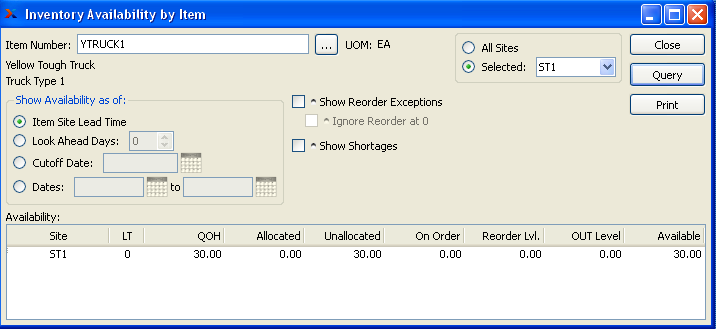 Inventory Availability by Item
Item Number: YTRUCK1 ... UOM: EA
All Sites
Selected: ST1
Close
Query
Print
Yellow Tough Truck
Truck Type 1
Show Availability as of:
Item Site Lead Time
Look Ahead Days: 0
Cutoff Date:
Dates: to
^ Show Reorder Exceptions
^ Ignore Reorder at 0
^ Show Shortages
Availability:
Site LT QOH Allocated Unallocated On Order Reorder Lvl. OUT Level Available
ST1 0 30.00 0.00 30.00 0.00 0.00 0.00 30.00